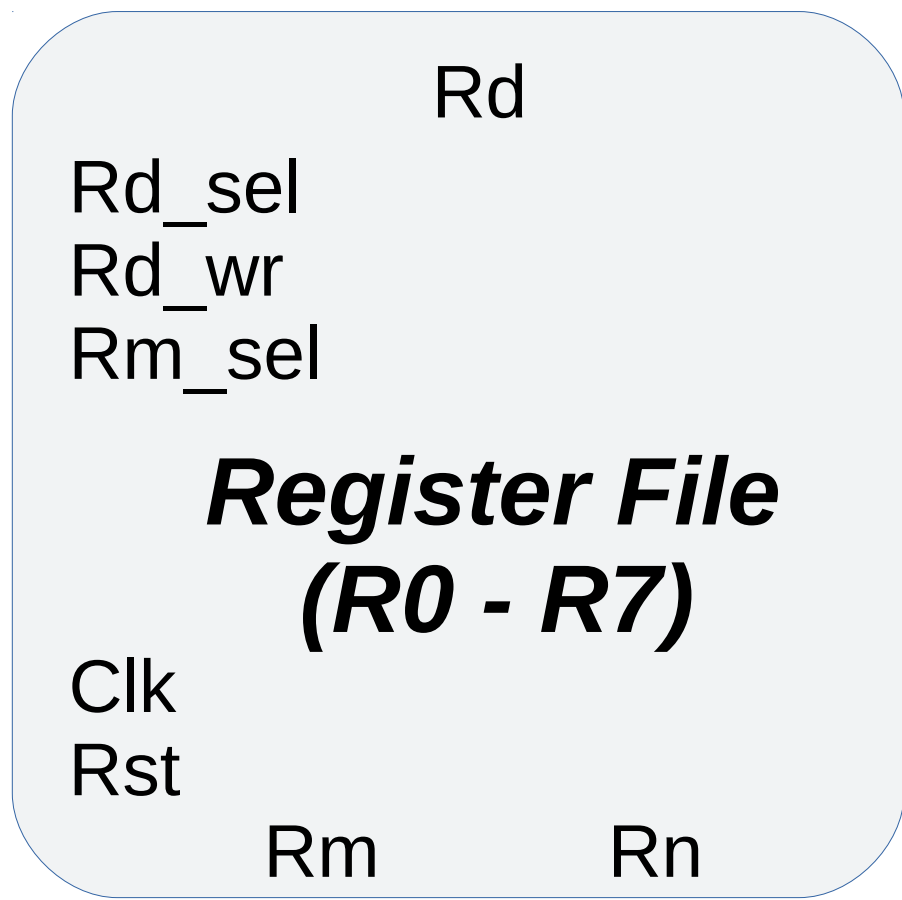 Rd
Rd_sel
Rd_wr
Rm_sel
Register File
(R0 - R7)
Clk
Rst
Rm Rn